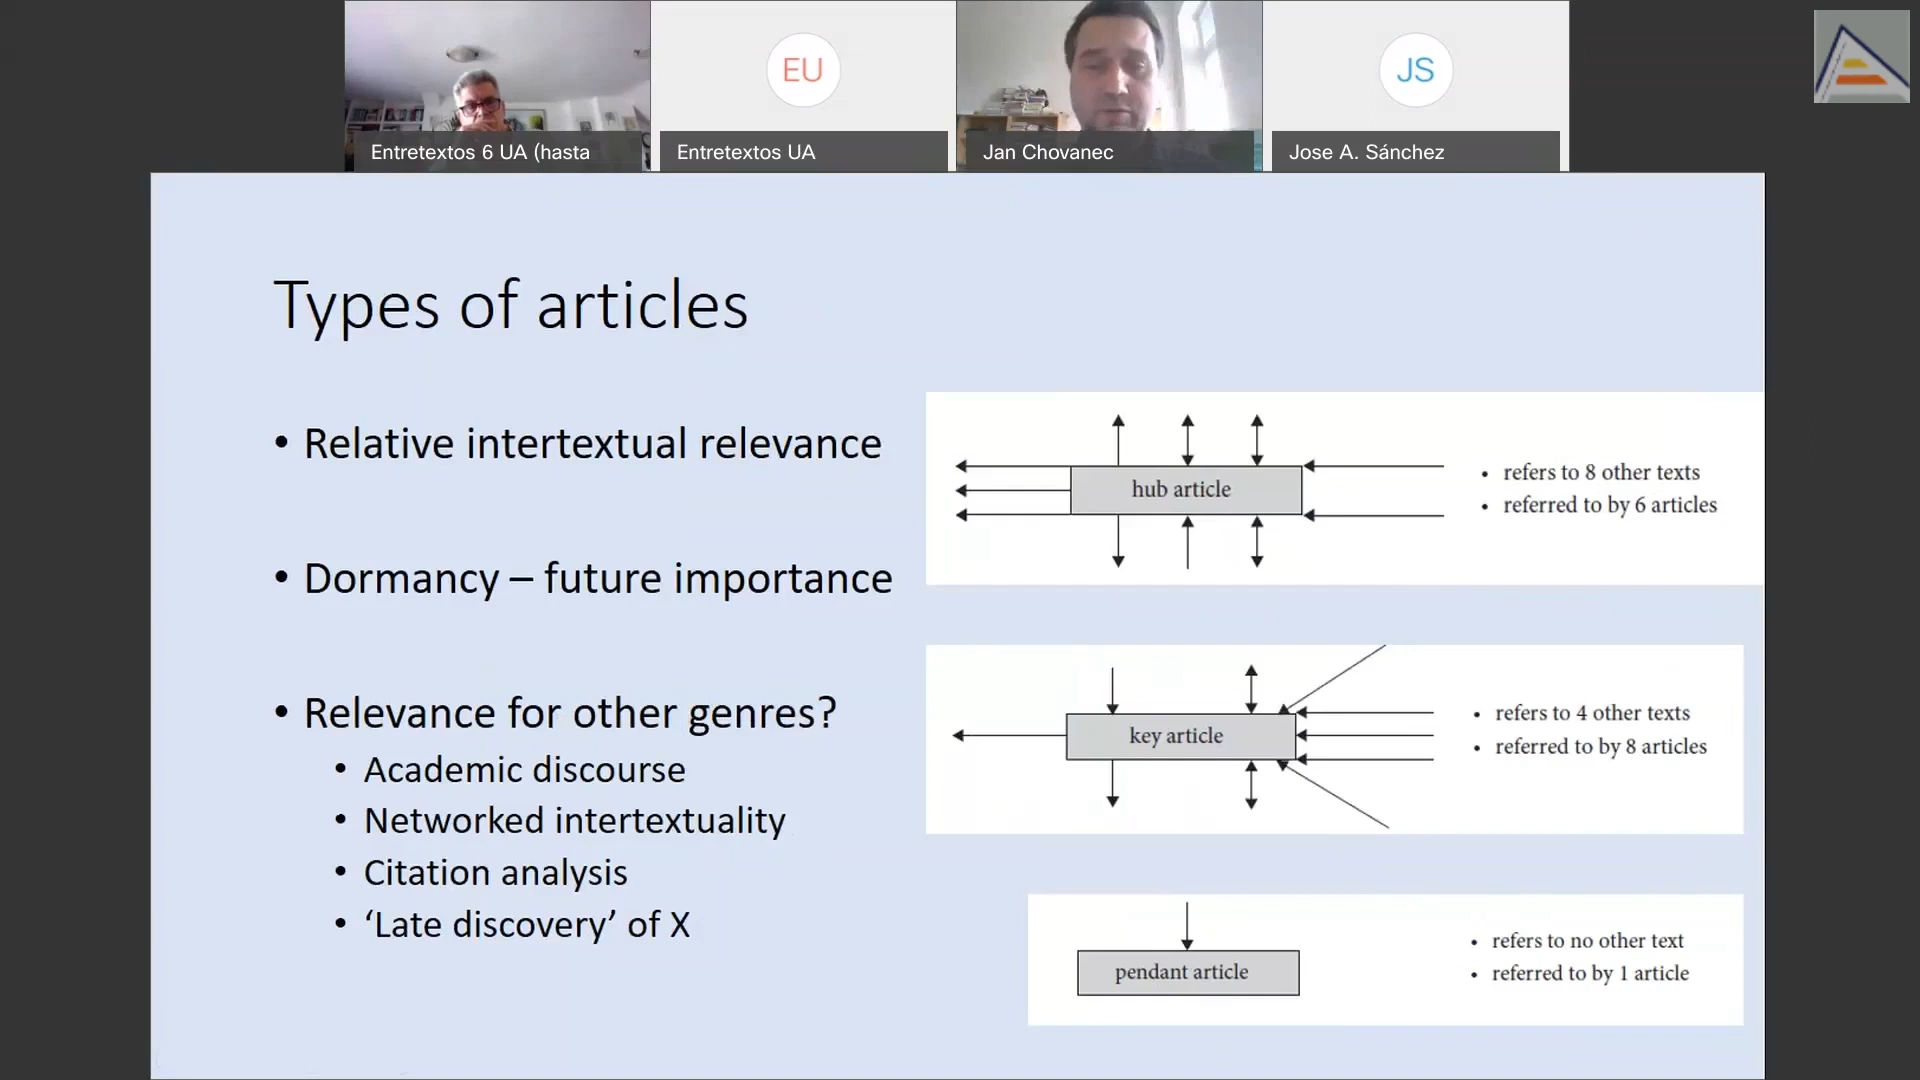 Entretextos 6 UA (hasta
EU
Entretextos UA
Jan Chovanec
JS
Jose A. Sánchez
Types of articles
• Relative intertextual relevance
• Dormancy – future importance
• Relevance for other genres?
• Academic discourse
• Networked intertextuality
• Citation analysis
• ‘Late discovery’ of X
hub article
• refers to 8 other texts
• referred to by 6 articles
key article
• refers to 4 other texts
• referred to by 8 articles
pendant article
• refers to no other text
• referred to by 1 article